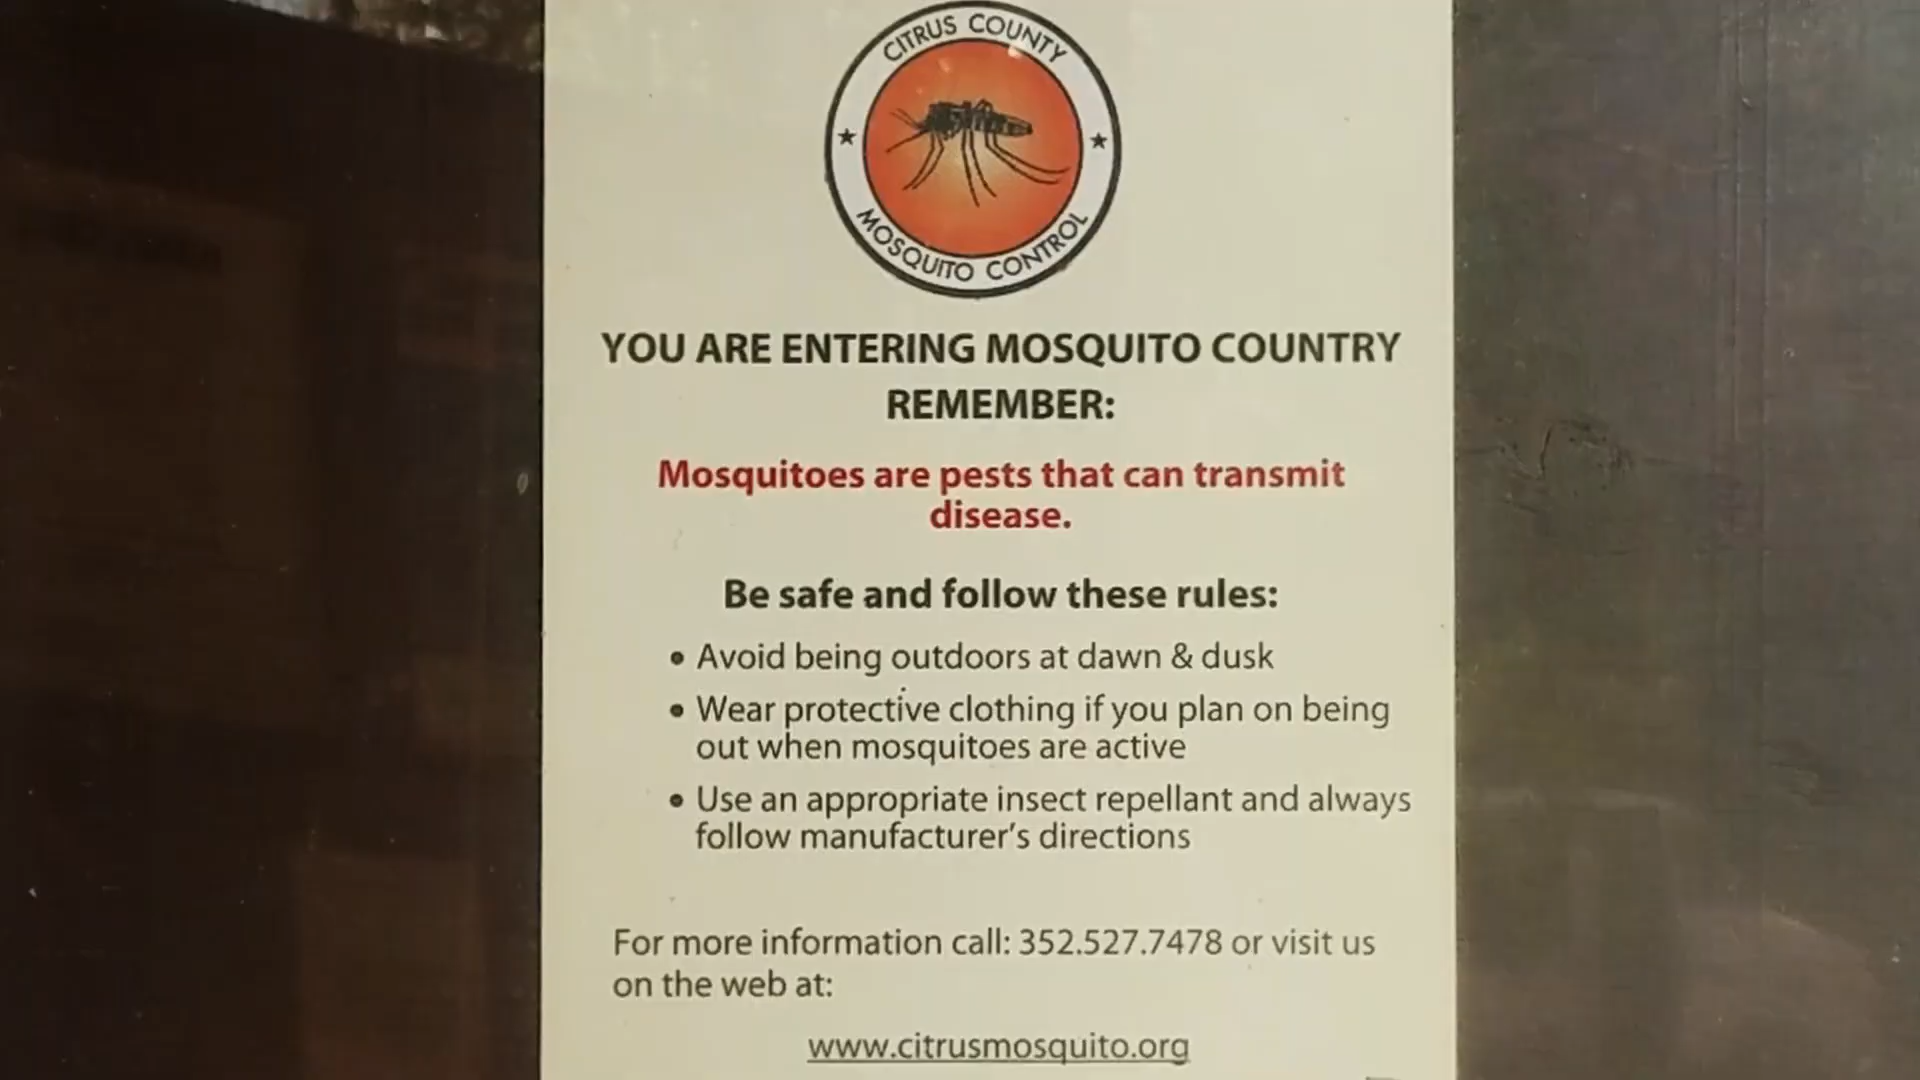 CITRUS COUNTY
MOSQUITO CONTROL
YOU ARE ENTERING MOSQUITO COUNTRY
REMEMBER:
Mosquitoes are pests that can transmit
disease.
Be safe and follow these rules:
• Avoid being outdoors at dawn & dusk
• Wear protective clothing if you plan on being
out when mosquitoes are active
• Use an appropriate insect repellant and always
follow manufacturer's directions
For more information call: 352.527.7478 or visit us
on the web at:
www.citrusmosquito.org